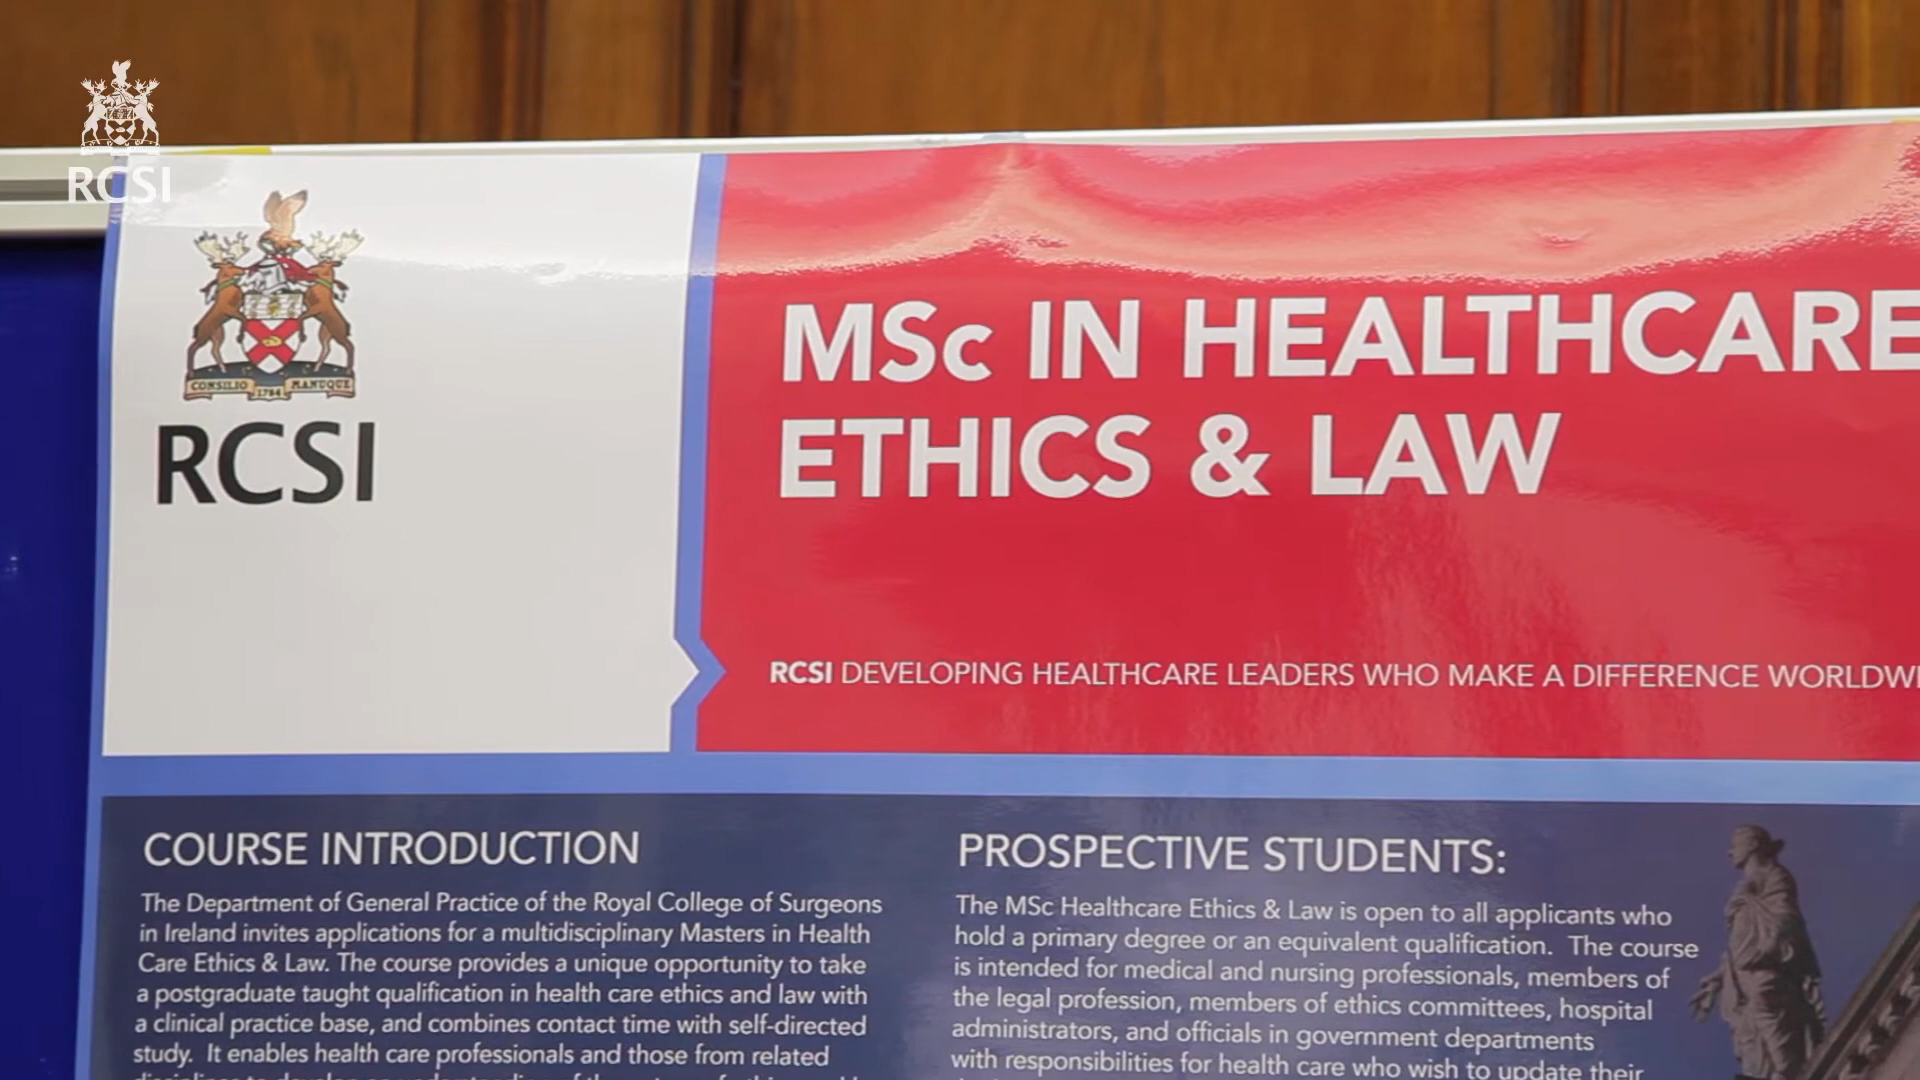 RCSI
CONSILIO MANUQUE
1784
RCSI
MSc IN HEALTHCARE
ETHICS & LAW
RCSI DEVELOPING HEALTHCARE LEADERS WHO MAKE A DIFFERENCE
COURSE INTRODUCTION
The Department of General Practice of the Royal College of Surgeons
in Ireland invites applications for a multidisciplinary Masters in Health
Care Ethics & Law. The course provides a unique opportunity to take
a postgraduate taught qualification in health care ethics and law with
a clinical practice base, and combines contact time with self-directed
study. It enables health care professionals and those from related
PROSPECTIVE STUDENTS:
The MSc Healthcare Ethics & Law is open to all applicants who
hold a primary degree or an equivalent qualification. The course
is intended for medical and nursing professionals, members of
the legal profession, members of ethics committees, hospital
administrators, and officials in government departments
with responsibilities for health care who wish to update their